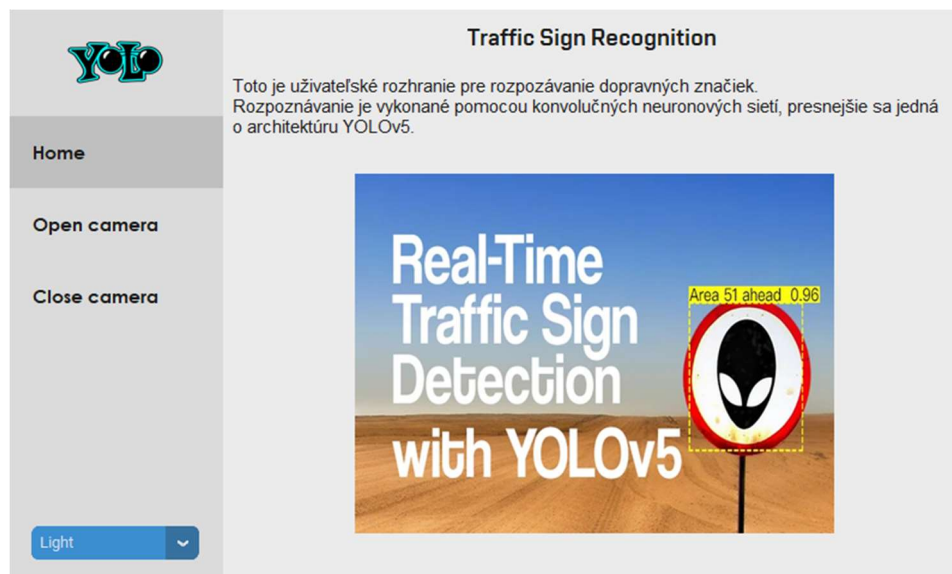 YOLO
Home
Open camera
Close camera
Light
Traffic Sign Recognition
Toto je uživateľské rozhranie pre rozpozávanie dopravných značiek.
Rozpoznávanie je vykonané pomocou konvolučných neuronových sietí, presnejšie sa jedná
o architektúru YOLOv5.
Real-Time
Traffic Sign
Detection
with YOLOv5
Area 51 ahead 0.96